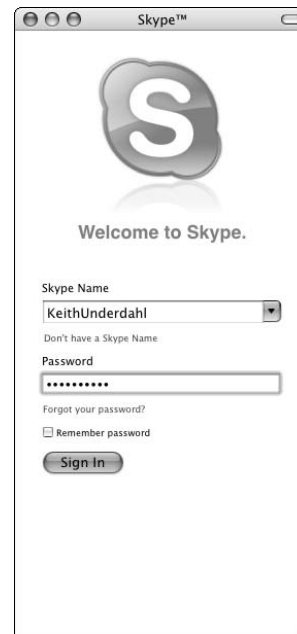 Skype™
S
Welcome to Skype.
Skype Name
KeithUnderdahl
Don't have a Skype Name
Password
••••••••••
Forgot your password?
Remember password
Sign In